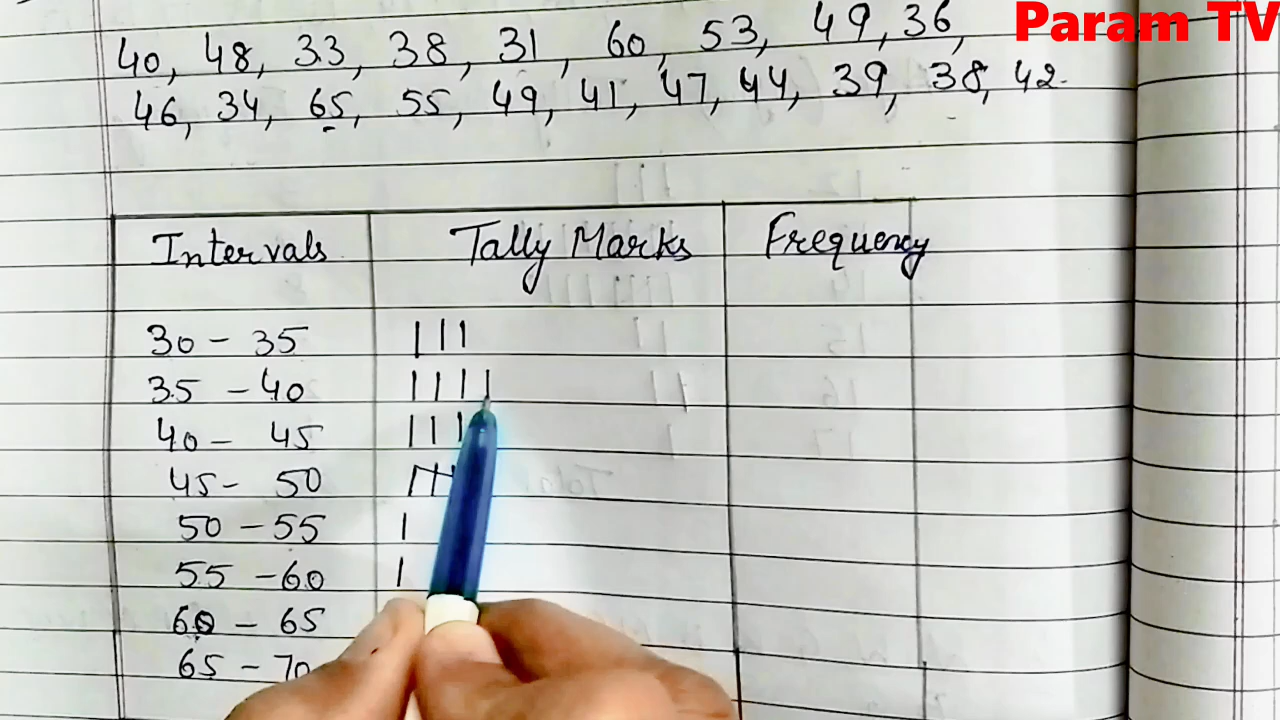 Param TV
40, 48, 33, 38, 31, 60, 53, 49, 36,
46, 34, 65, 55, 49, 41, 47, 44, 39, 38, 42.
Intervals Tally Marks Frequency
30 - 35 |||
35 - 40 ||||
40 - 45 |||
45 - 50
50 - 55 |
55 - 60 |
60 - 65
65 - 70